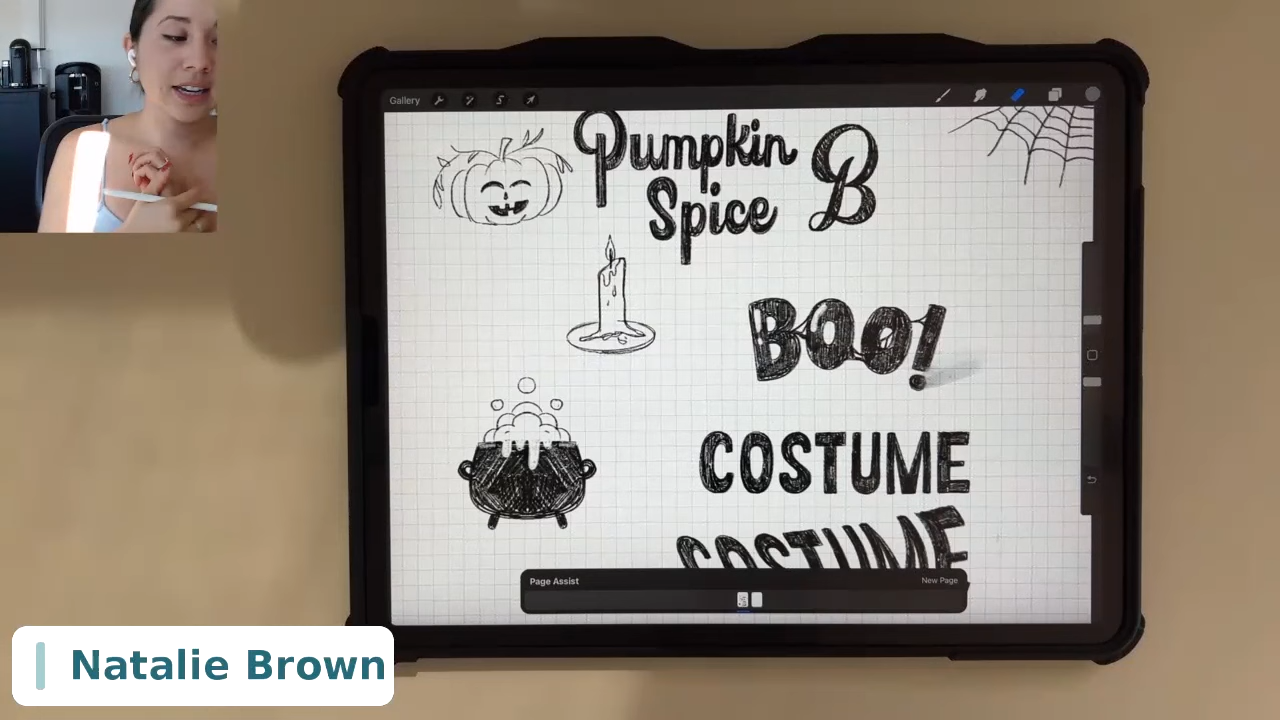 Gallery
Pumpkin
Spice
B
BOO!
COSTUME
COSTUME
Page Assist
New Page
Natalie Brown